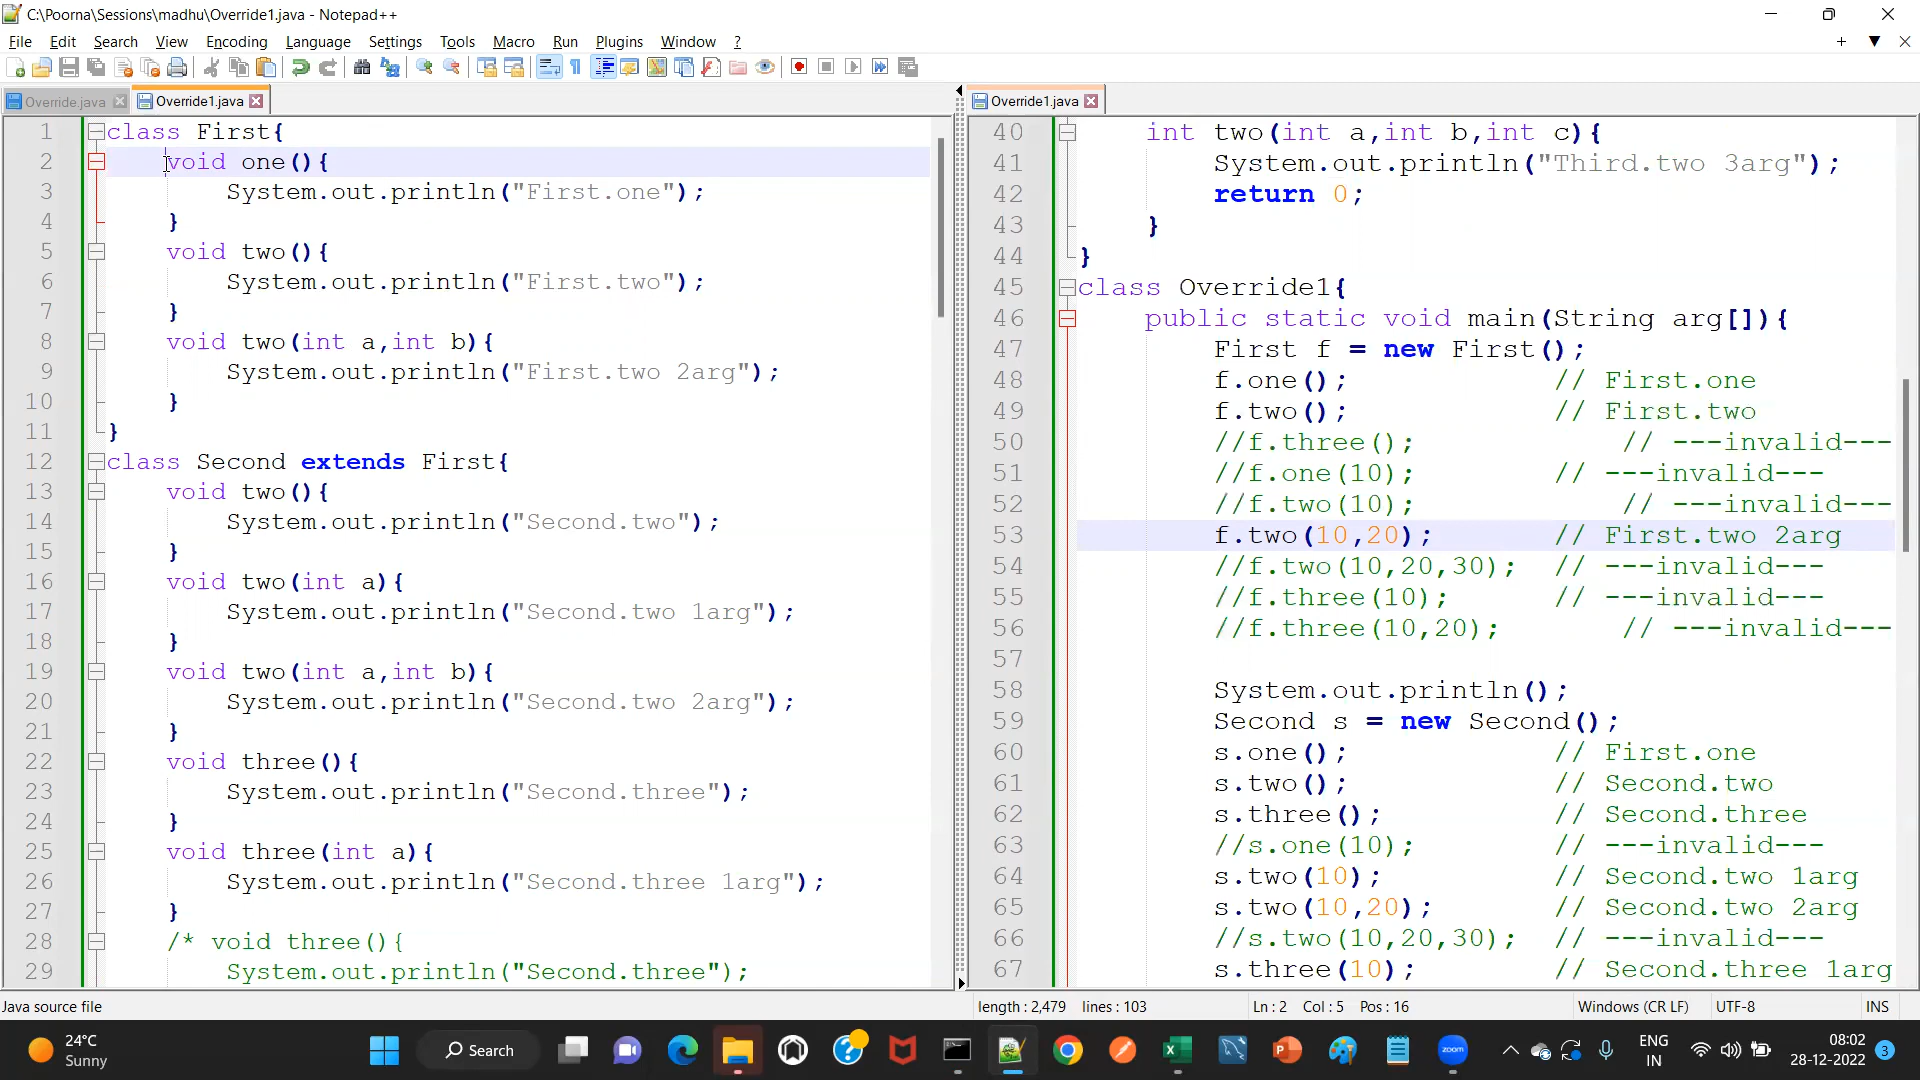 C:\Poorna\Sessions\madhu\Override1.java - Notepad++
File Edit Search View Encoding Language Settings Tools Macro Run Plugins Window ?
Override.java Override1.java
1 class First{
2 void one(){
3 System.out.println("First.one");
4 }
5 void two(){
6 System.out.println("First.two");
7 }
8 void two(int a,int b){
9 System.out.println("First.two 2arg");
10 }
11 }
12 class Second extends First{
13 void two(){
14 System.out.println("Second.two");
15 }
16 void two(int a){
17 System.out.println("Second.two 1arg");
18 }
19 void two(int a,int b){
20 System.out.println("Second.two 2arg");
21 }
22 void three(){
23 System.out.println("Second.three");
24 }
25 void three(int a){
26 System.out.println("Second.three 1arg");
27 }
28 /* void three(){
29 System.out.println("Second.three");
Override1.java
40 int two(int a,int b,int c){
41 System.out.println("Third.two 3arg");
42 return 0;
43 }
44 }
45 class Override1{
46 public static void main(String arg[]){
47 First f = new First();
48 f.one(); // First.one
49 f.two(); // First.two
50 //f.three(); // ---invalid---
51 //f.one(10); // ---invalid---
52 //f.two(10); // ---invalid---
53 f.two(10,20); // First.two 2arg
54 //f.two(10,20,30); // ---invalid---
55 //f.three(10); // ---invalid---
56 //f.three(10,20); // ---invalid---
57
58 System.out.println();
59 Second s = new Second();
60 s.one(); // First.one
61 s.two(); // Second.two
62 s.three(); // Second.three
63 //s.one(10); // ---invalid---
64 s.two(10); // Second.two 1arg
65 s.two(10,20); // Second.two 2arg
66 //s.two(10,20,30); // ---invalid---
67 s.three(10); // Second.three 1arg
Java source file length : 2,479 lines : 103 Ln : 2 Col : 5 Pos : 16 Windows (CR LF) UTF-8 INS
24°C
Sunny
Search
zoom
ENG
IN
08:02
28-12-2022
3